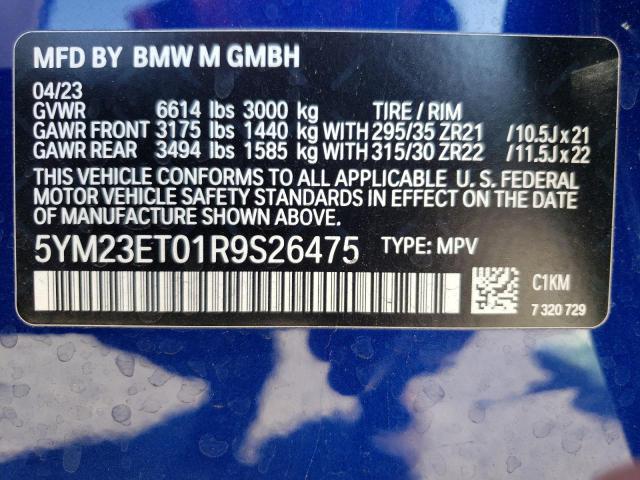 MFD BY BMW M GMBH
04/23
GVWR 6614 lbs 3000 kg TIRE / RIM
GAWR FRONT 3175 lbs 1440 kg WITH 295/35 ZR21 /10.5J x 21
GAWR REAR 3494 lbs 1585 kg WITH 315/30 ZR22 /11.5J x 22
THIS VEHICLE CONFORMS TO ALL APPLICABLE U. S. FEDERAL
MOTOR VEHICLE SAFETY STANDARDS IN EFFECT ON THE DATE
OF MANUFACTURE SHOWN ABOVE.
5YM23ET01R9S26475 TYPE: MPV
C1KM
7 320 729